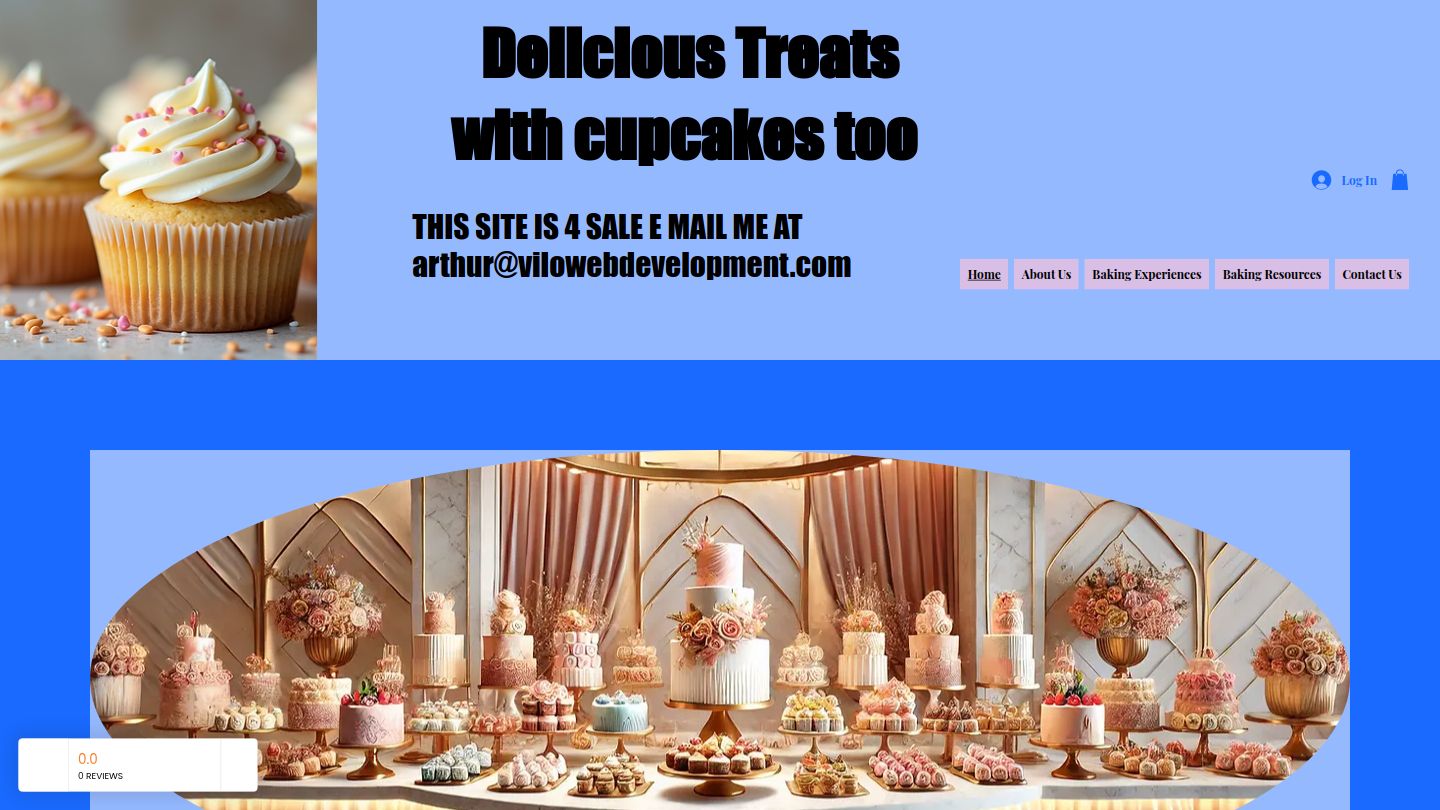 Delicious Treats
with cupcakes too
THIS SITE IS 4 SALE E MAIL ME AT
arthur@vilowebdevelopment.com
Log In
Home
About Us
Baking Experiences
Baking Resources
Contact Us
0.0
0 REVIEWS